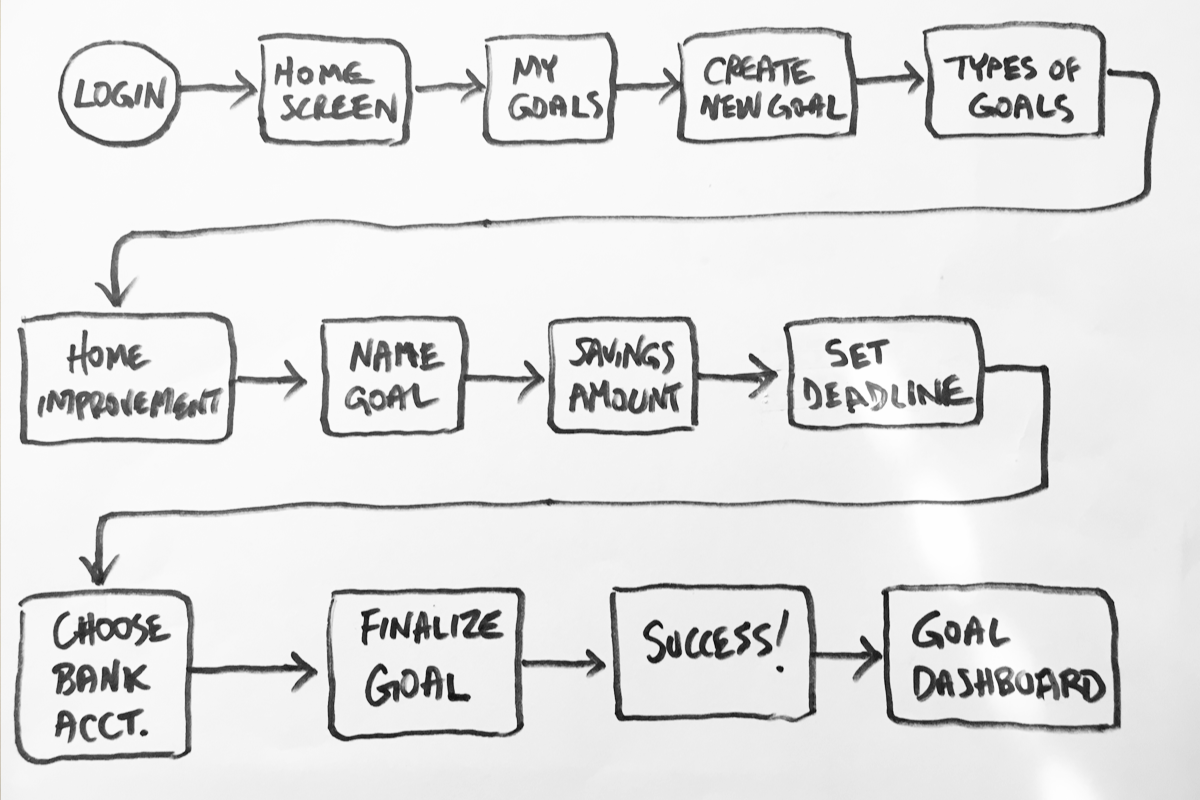 LOGIN
HOME
SCREEN
MY
GOALS
CREATE
NEW GOAL
TYPES OF
GOALS
HOME
IMPROVEMENT
NAME
GOAL
SAVINGS
AMOUNT
SET
DEADLINE
CHOOSE
BANK
ACCT.
FINALIZE
GOAL
SUCCESS!
GOAL
DASHBOARD